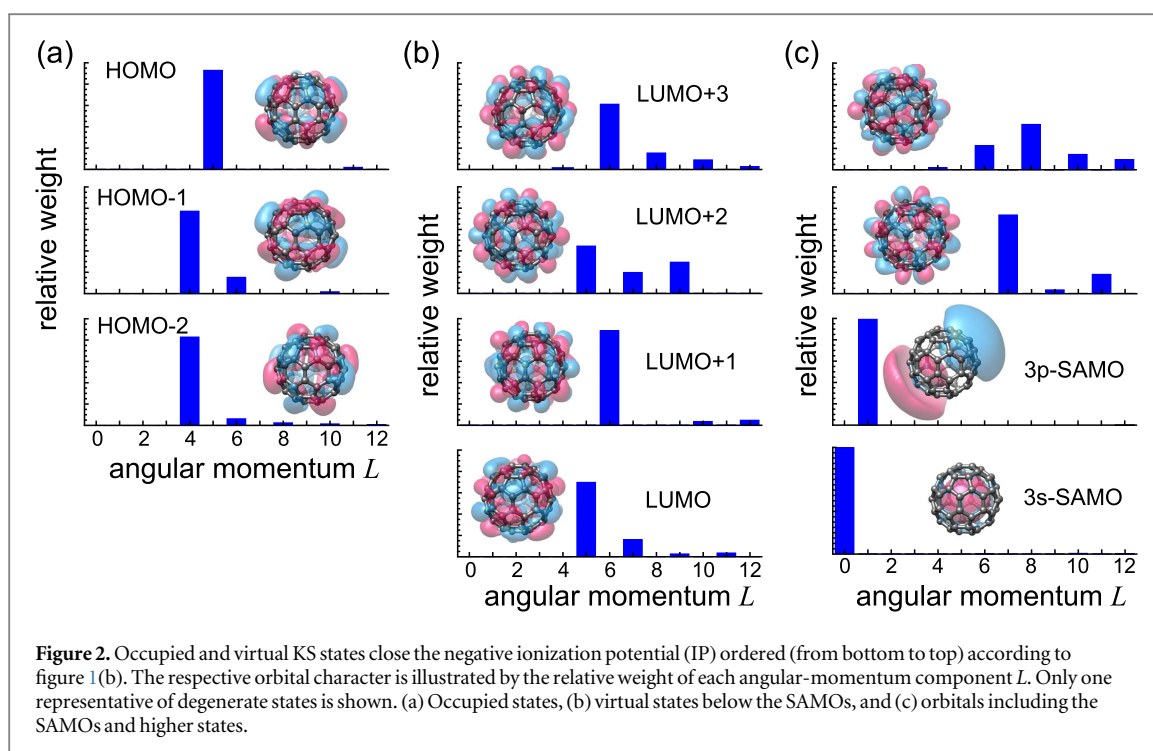 (a)
HOMO
HOMO-1
HOMO-2
relative weight
0 2 4 6 8 10 12
angular momentum L
(b)
LUMO+3
LUMO+2
LUMO+1
LUMO
relative weight
0 2 4 6 8 10 12
angular momentum L
(c)
3p-SAMO
3s-SAMO
0 2 4 6 8 10 12
angular momentum L
Figure 2. Occupied and virtual KS states close the negative ionization potential (IP) ordered (from bottom to top) according to
figure 1(b). The respective orbital character is illustrated by the relative weight of each angular-momentum component L. Only one
representative of degenerate states is shown. (a) Occupied states, (b) virtual states below the SAMOs, and (c) orbitals including the
SAMOs and higher states.